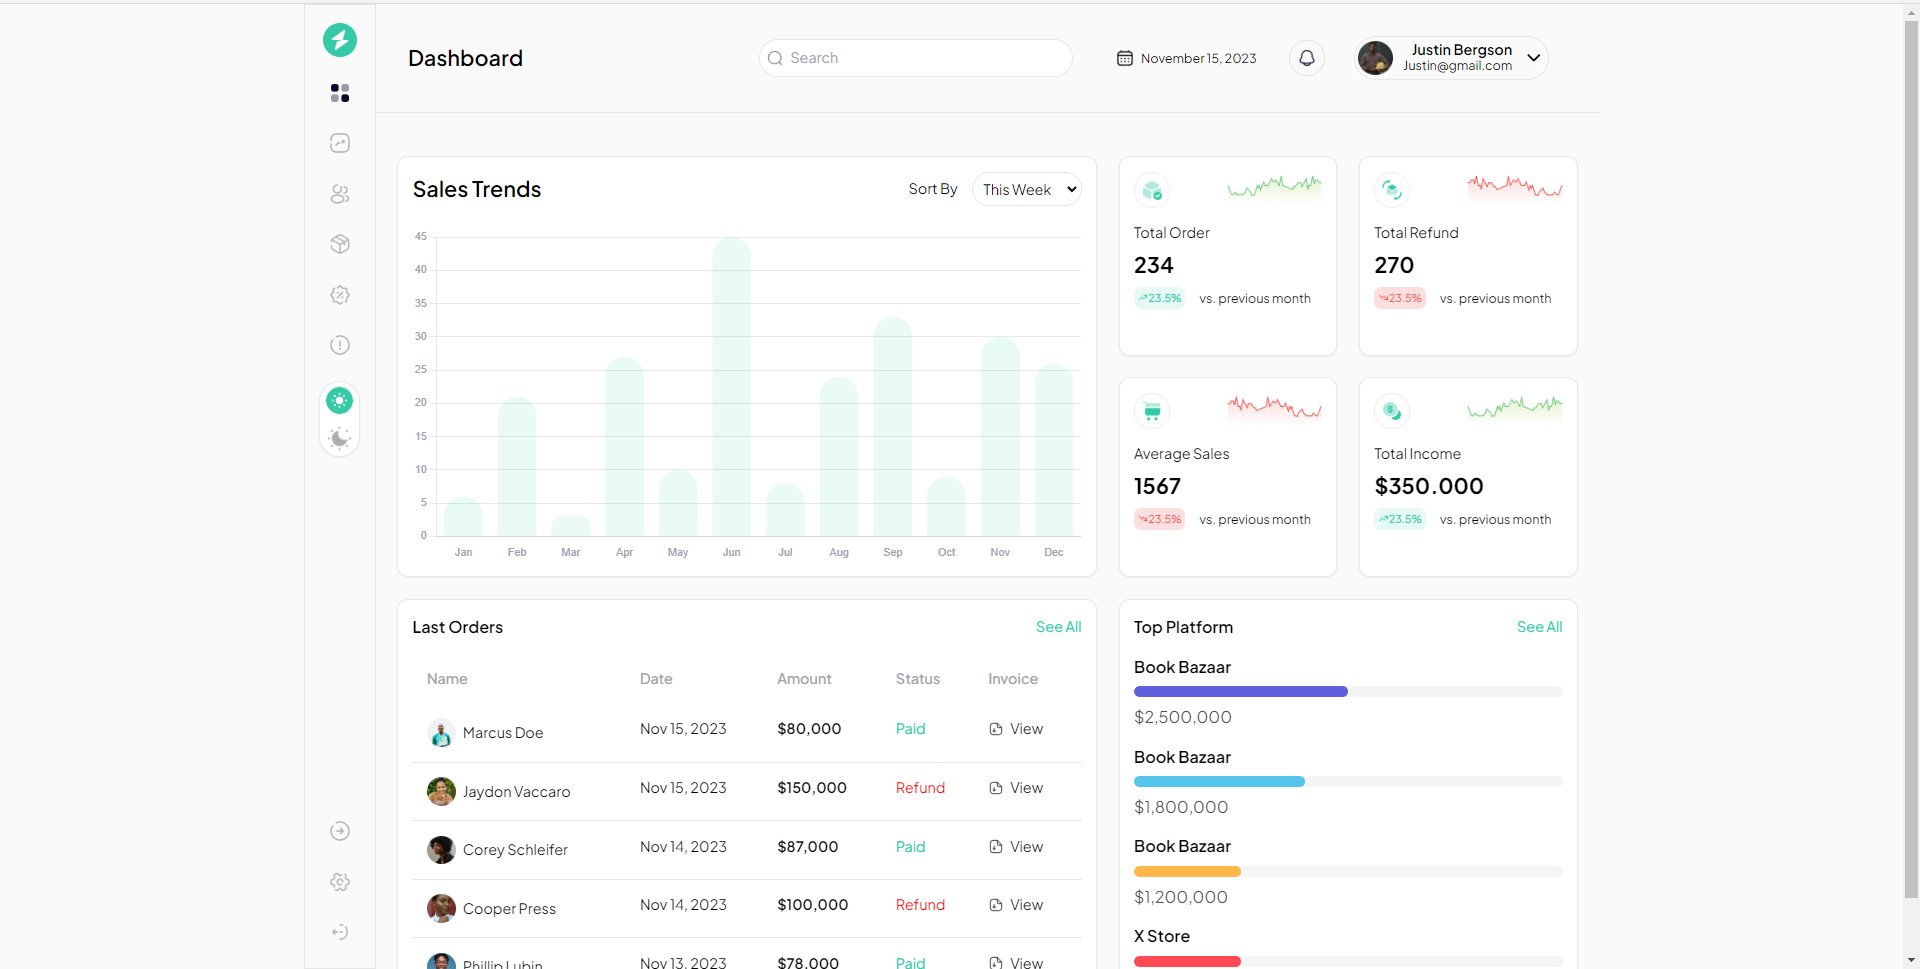 Dashboard
Search
November 15, 2023
Justin Bergson
Justin@gmail.com
Sales Trends
Sort By
This Week
45
40
35
30
25
20
15
10
5
0
Jan Feb Mar Apr May Jun Jul Aug Sep Oct Nov Dec
Total Order
234
23.5% vs. previous month
Total Refund
270
23.5% vs. previous month
Average Sales
1567
23.5% vs. previous month
Total Income
$350.000
23.5% vs. previous month
Last Orders See All
Name Date Amount Status Invoice
Marcus Doe Nov 15, 2023 $80,000 Paid View
Jaydon Vaccaro Nov 15, 2023 $150,000 Refund View
Corey Schleifer Nov 14, 2023 $87,000 Paid View
Cooper Press Nov 14, 2023 $100,000 Refund View
Phillip Lubin Nov 13, 2023 $78,000 Paid View
Top Platform See All
Book Bazaar
$2,500,000
Book Bazaar
$1,800,000
Book Bazaar
$1,200,000
X Store